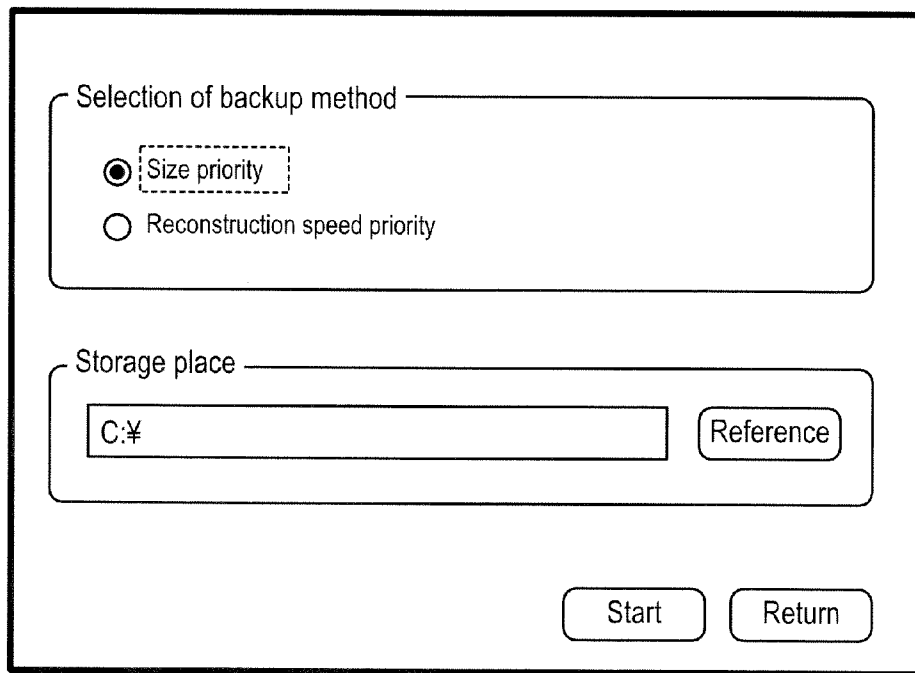 Selection of backup method
Size priority
Reconstruction speed priority
Storage place
C:¥
Reference
Start
Return